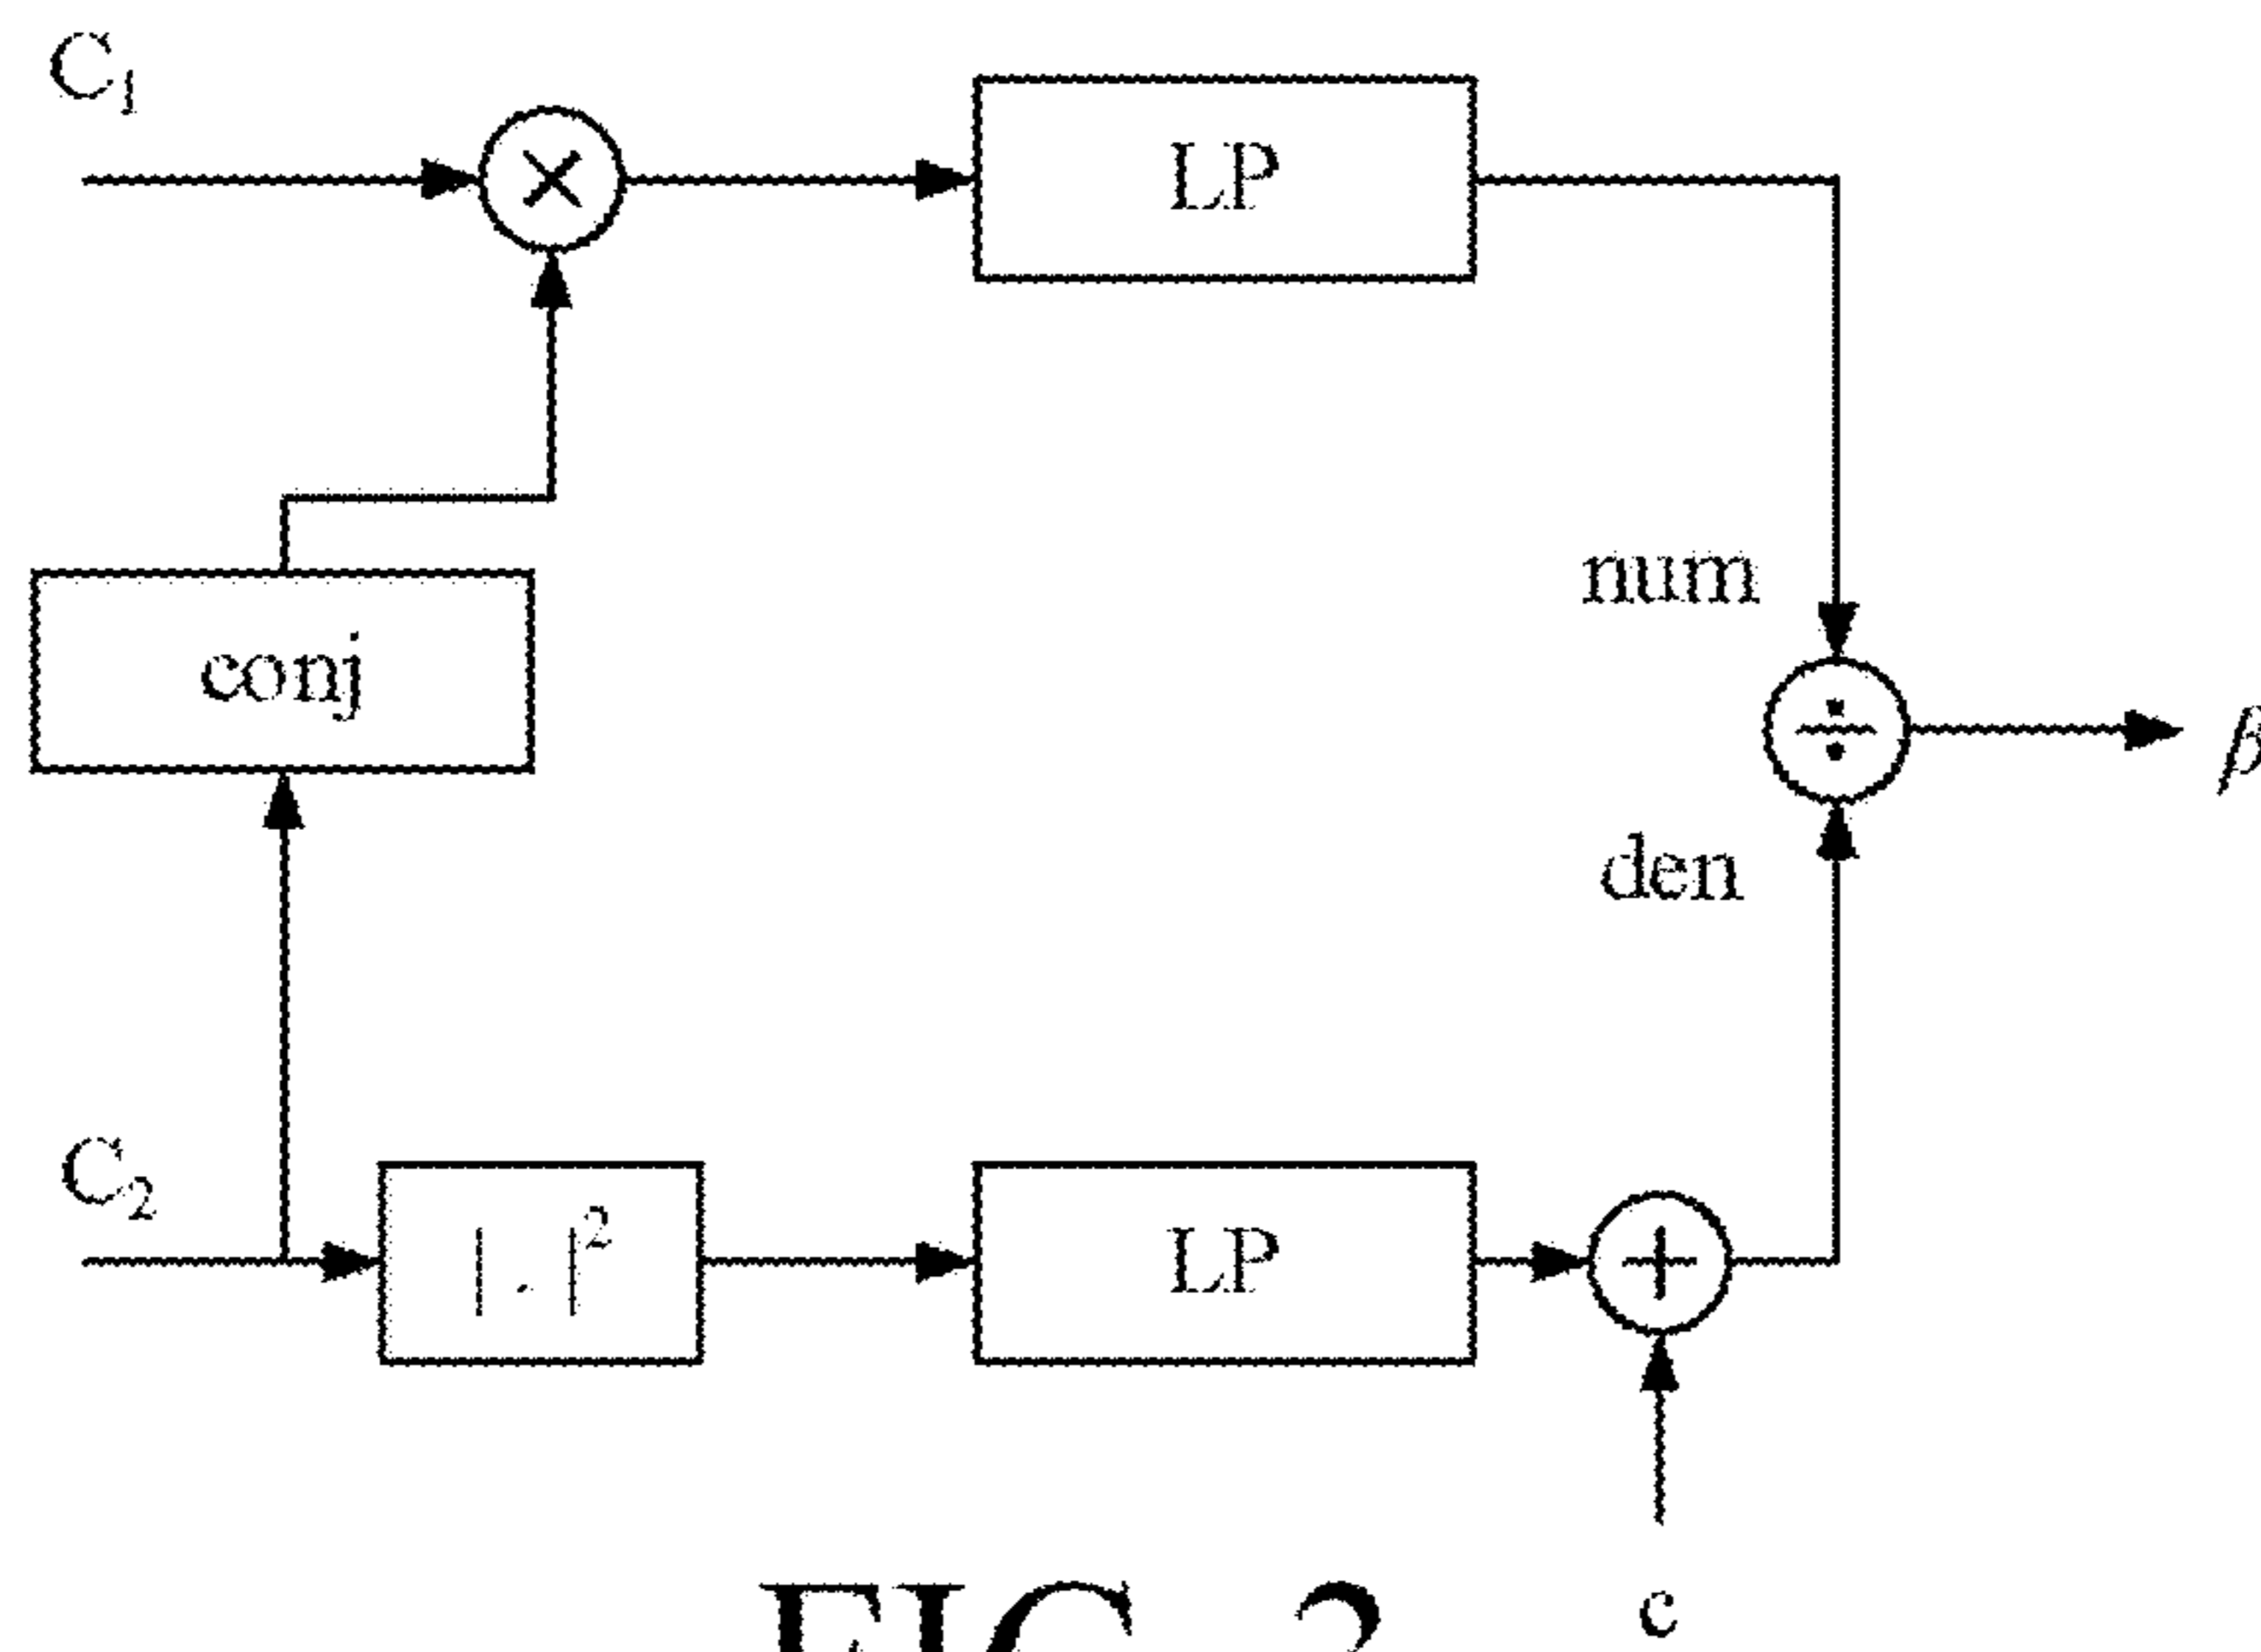 C₁
×
LP
conj
num
÷
β
den
C₂
|.|²
LP
+
c